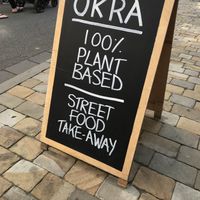 OKRA
100%
PLANT
BASED
STREET
FOOD
TAKE-AWAY